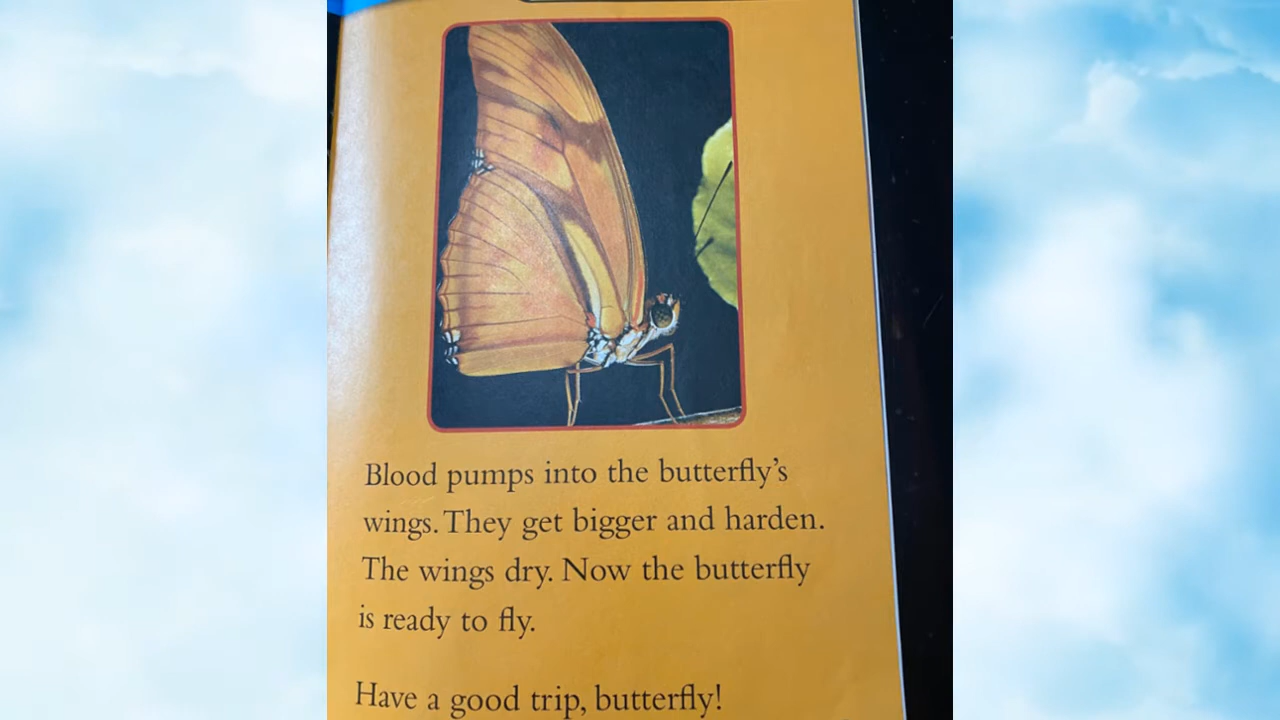 Blood pumps into the butterfly’s
wings. They get bigger and harden.
The wings dry. Now the butterfly
is ready to fly.
Have a good trip, butterfly!